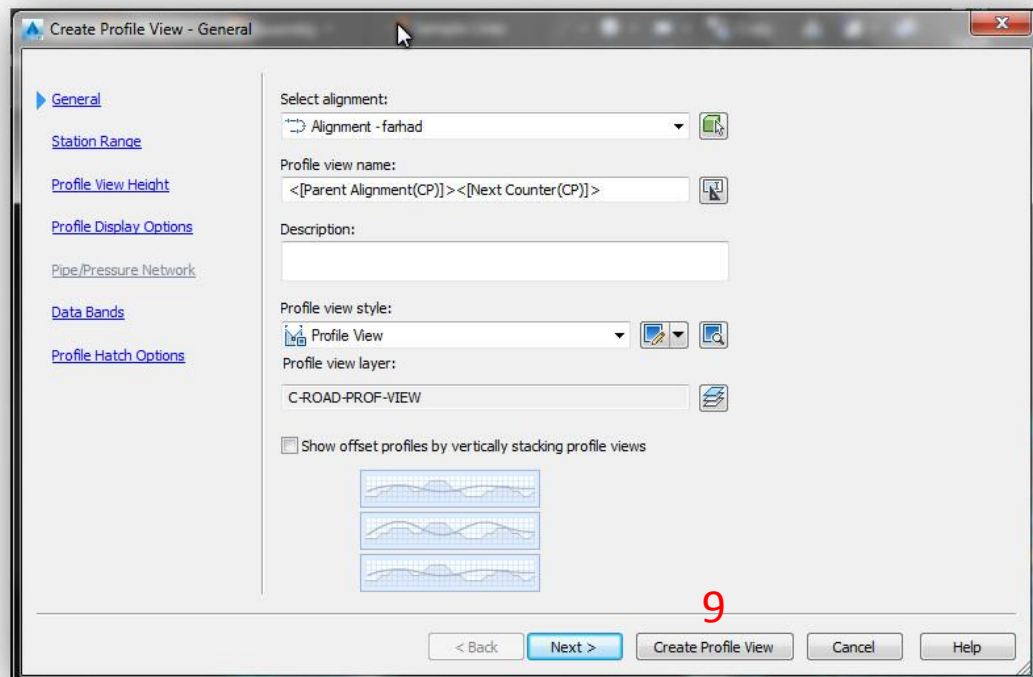 Create Profile View - General
General
Station Range
Profile View Height
Profile Display Options
Pipe/Pressure Network
Data Bands
Profile Hatch Options
Select alignment:
Alignment - farhad
Profile view name:
<[Parent Alignment(CP)]><[Next Counter(CP)]>
Description:
Profile view style:
Profile View
Profile view layer:
C-ROAD-PROF-VIEW
Show offset profiles by vertically stacking profile views
9
< Back Next > Create Profile View Cancel Help